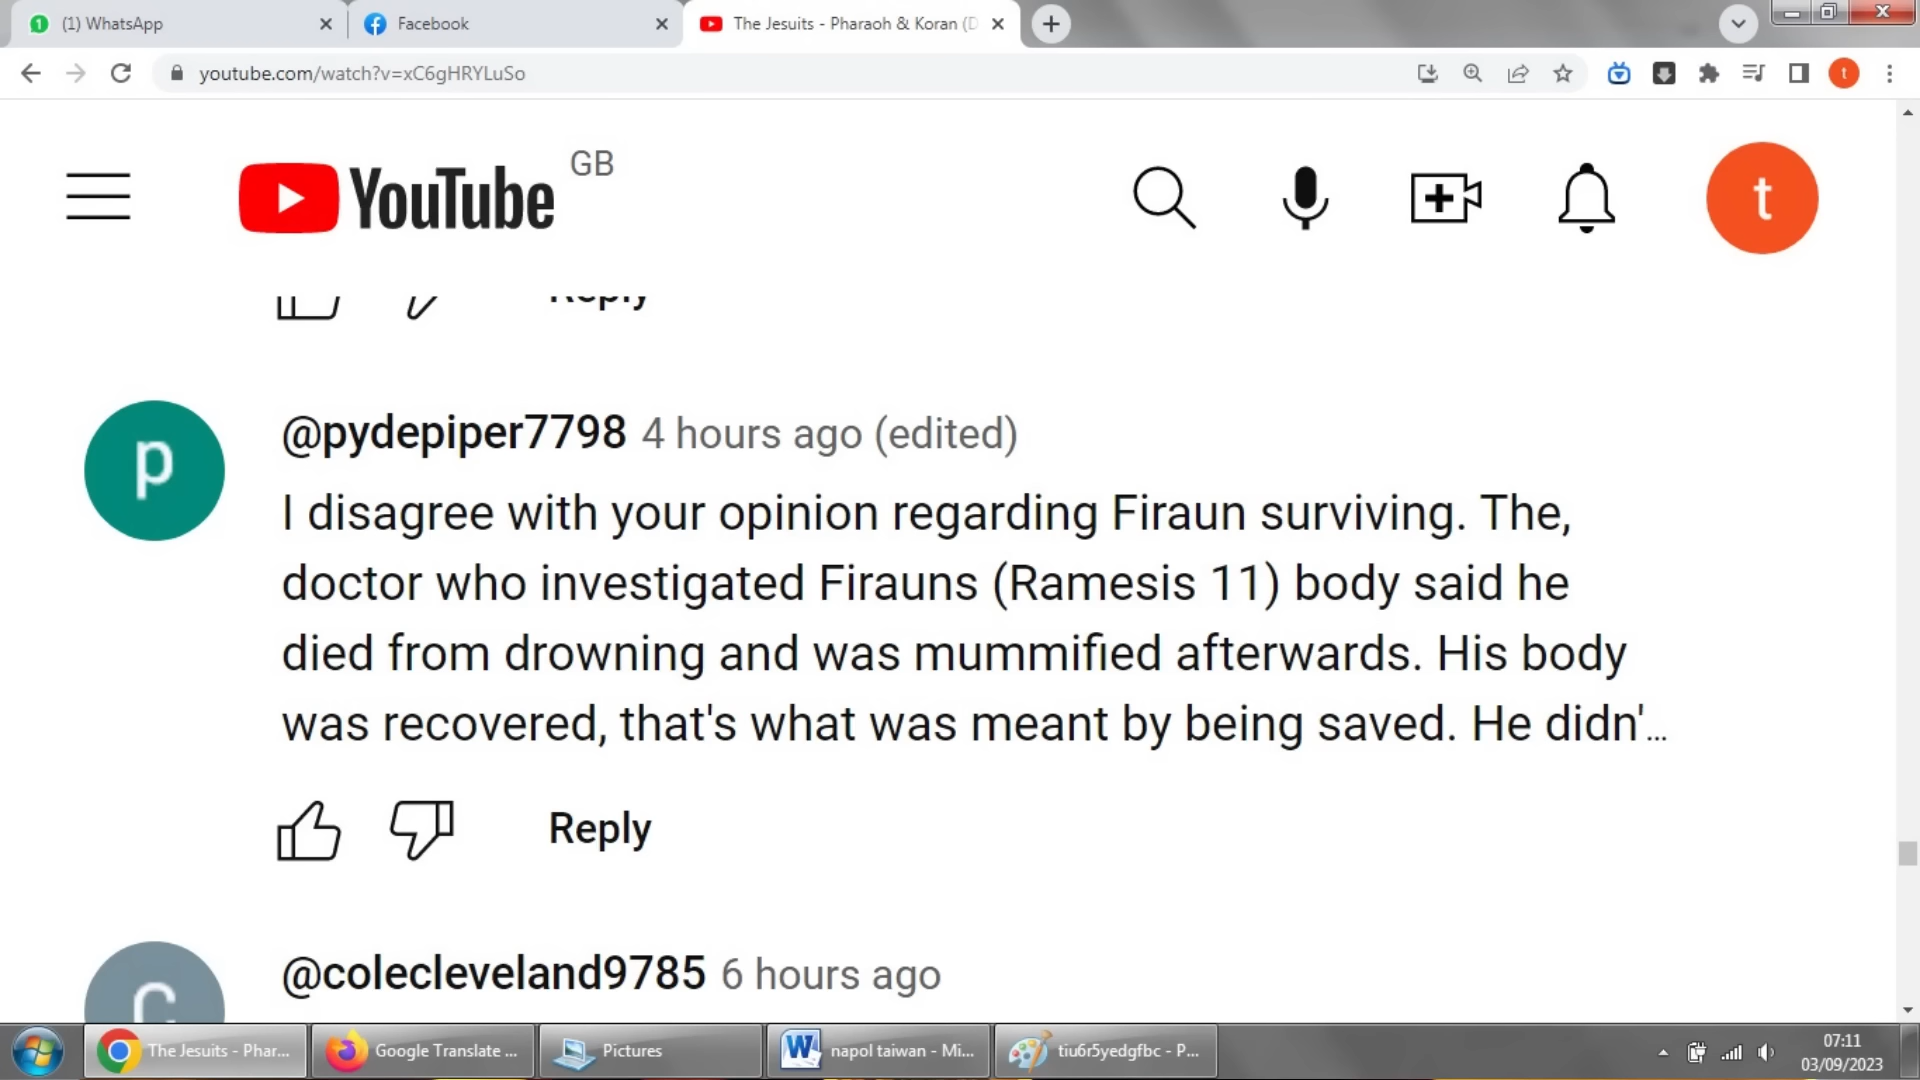 (1) WhatsApp
Facebook
The Jesuits - Pharaoh & Koran (D
youtube.com/watch?v=xC6gHRYLuSo
t
YouTube GB
t
Reply
p
@pydepiper7798 4 hours ago (edited)
I disagree with your opinion regarding Firaun surviving. The,
doctor who investigated Firauns (Ramesis 11) body said he
died from drowning and was mummified afterwards. His body
was recovered, that's what was meant by being saved. He didn'...
Reply
c
@colecleveland9785 6 hours ago
The Jesuits - Phar...
Google Translate ...
Pictures
napol taiwan - Mi...
tiu6r5yedgfbc - P...
07:11
03/09/2023